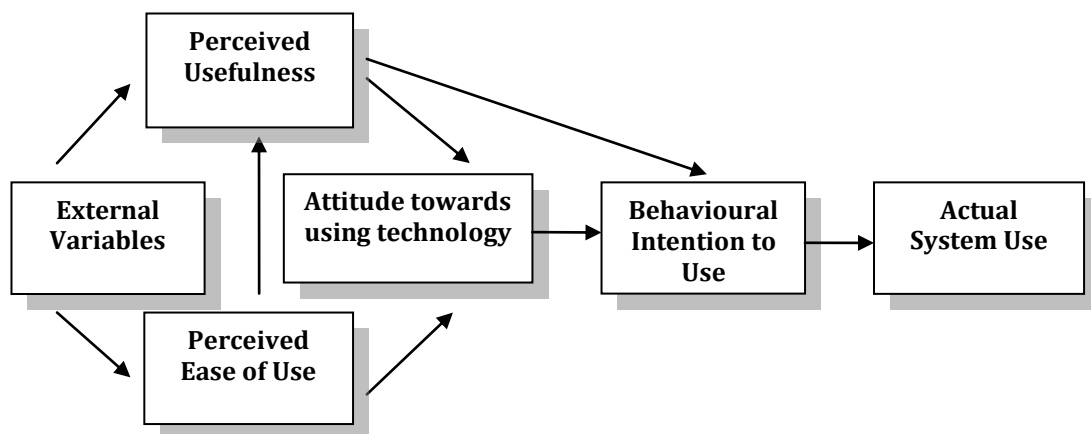 Perceived
Usefulness
External
Variables
Attitude towards
using technology
Behavioural
Intention to
Use
Actual
System Use
Perceived
Ease of Use